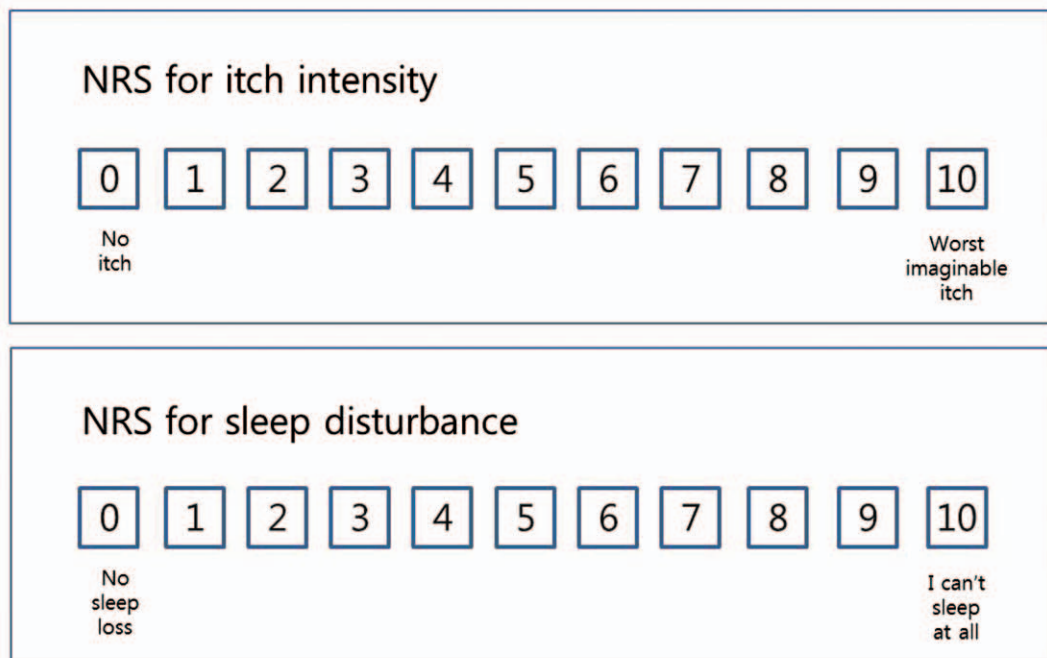 NRS for itch intensity
0 1 2 3 4 5 6 7 8 9 10
No
itch
Worst
imaginable
itch
NRS for sleep disturbance
0 1 2 3 4 5 6 7 8 9 10
No
sleep
loss
I can't
sleep
at all